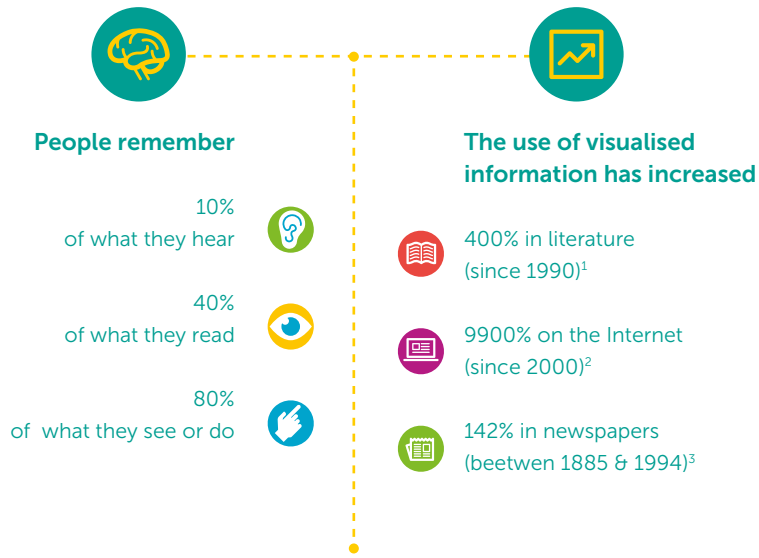 People remember
10%
of what they hear
40%
of what they read
80%
of what they see or do
The use of visualised
information has increased
400% in literature
(since 1990)1
9900% on the Internet
(since 2000)2
142% in newspapers
(beetwen 1885 & 1994)3